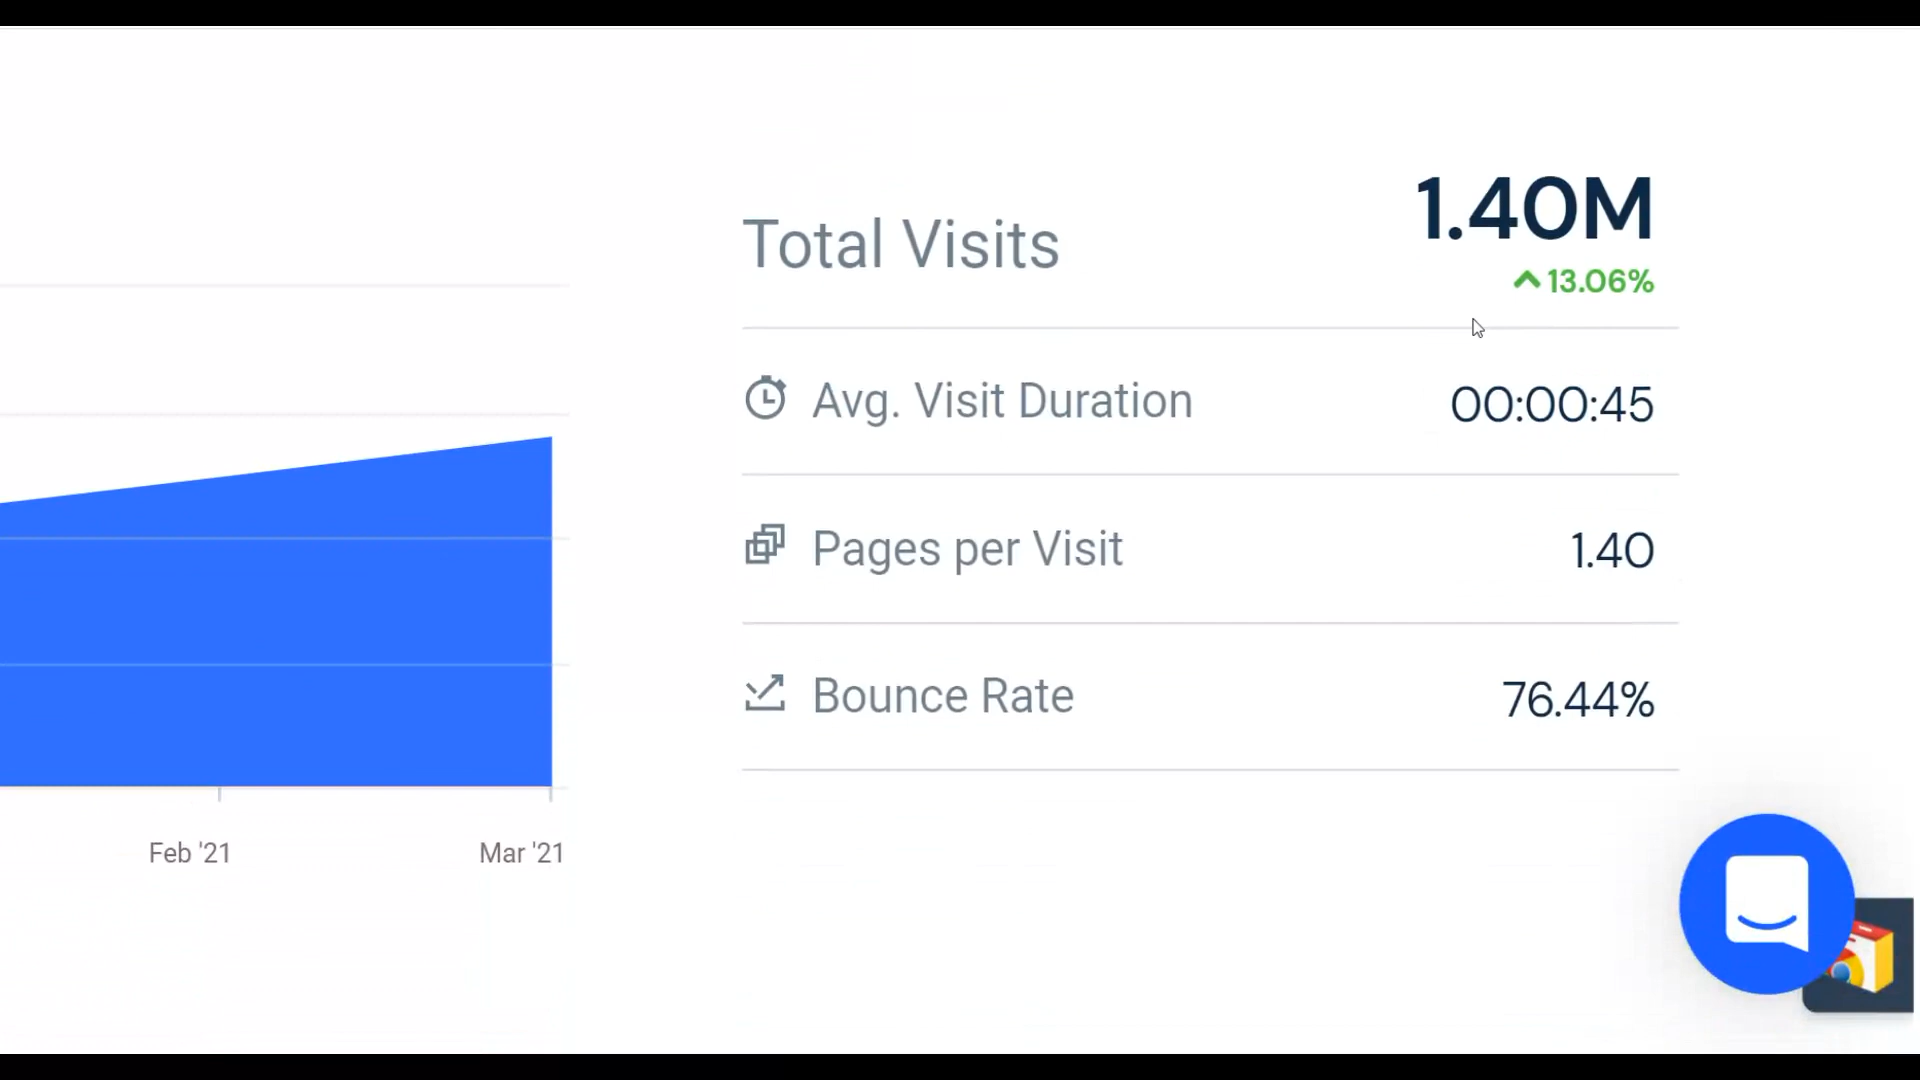 Total Visits
1.40M
13.06%
Avg. Visit Duration
00:00:45
Pages per Visit
1.40
Bounce Rate
76.44%
Feb '21
Mar '21